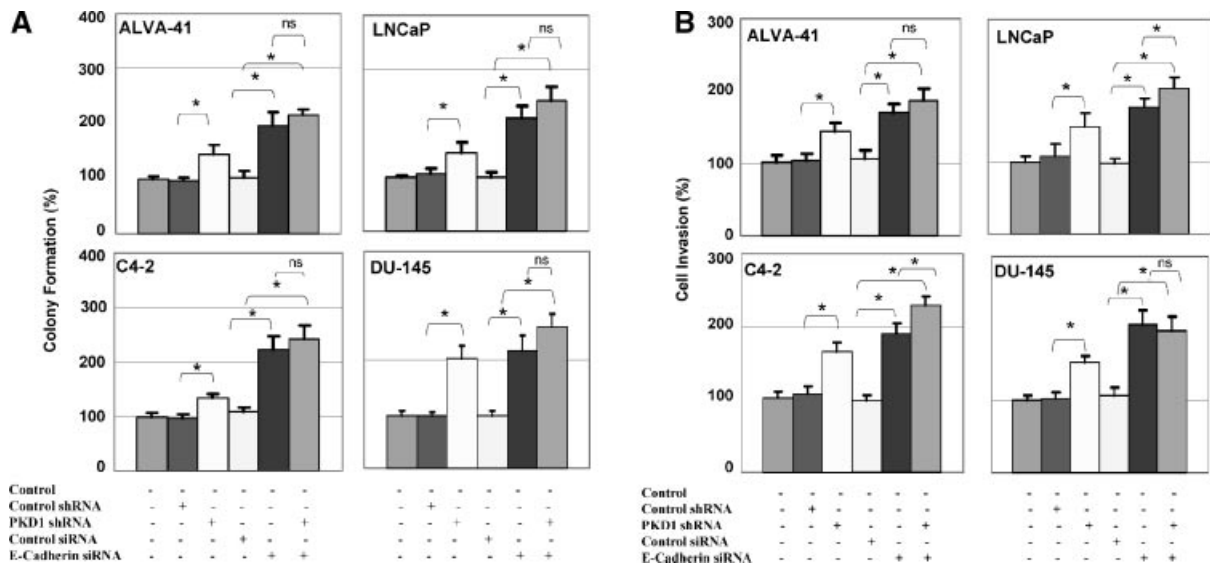 A
Colony Formation (%)
ALVA-41
400
300
200
100
0
*
*
*
ns
LNCaP
*
*
*
ns
C4-2
400
300
200
100
0
*
*
*
ns
DU-145
*
*
*
ns
Control - - - - - - - - - - - -
Control shRNA - + - - - - - + - - - -
PKD1 shRNA - - + - - + - - + - - +
Control siRNA - - - + - - - - - + - -
E-Cadherin siRNA - - - - + + - - - - + +
B
Cell Invasion (%)
ALVA-41
300
200
100
0
*
*
*
ns
LNCaP
*
*
*
*
C4-2
300
200
100
0
*
*
*
*
DU-145
*
*
*
ns
Control - - - - - - - - - - - -
Control shRNA - + - - - - - + - - - -
PKD1 shRNA - - + - - + - - + - - +
Control siRNA - - - + - - - - - + - -
E-Cadherin siRNA - - - - + + - - - - + +